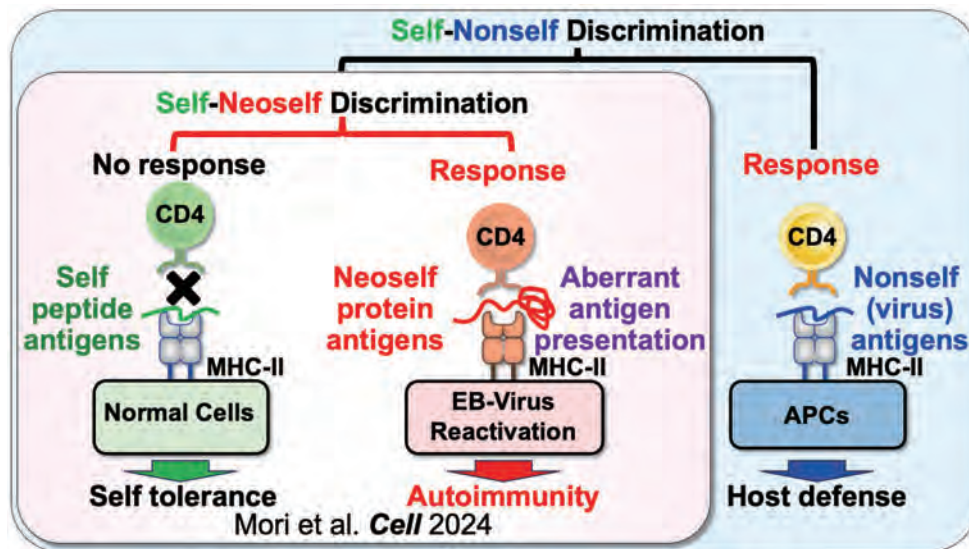 Self-Nonself Discrimination
Self-Neoself Discrimination
No response
Response
Response
CD4
CD4
CD4
Self
peptide
antigens
Neoself
protein
antigens
Aberrant
antigen
presentation
Nonself
(virus)
antigens
MHC-II
MHC-II
MHC-II
Normal Cells
EB-Virus
Reactivation
APCs
Self tolerance
Autoimmunity
Host defense
Mori et al. Cell 2024